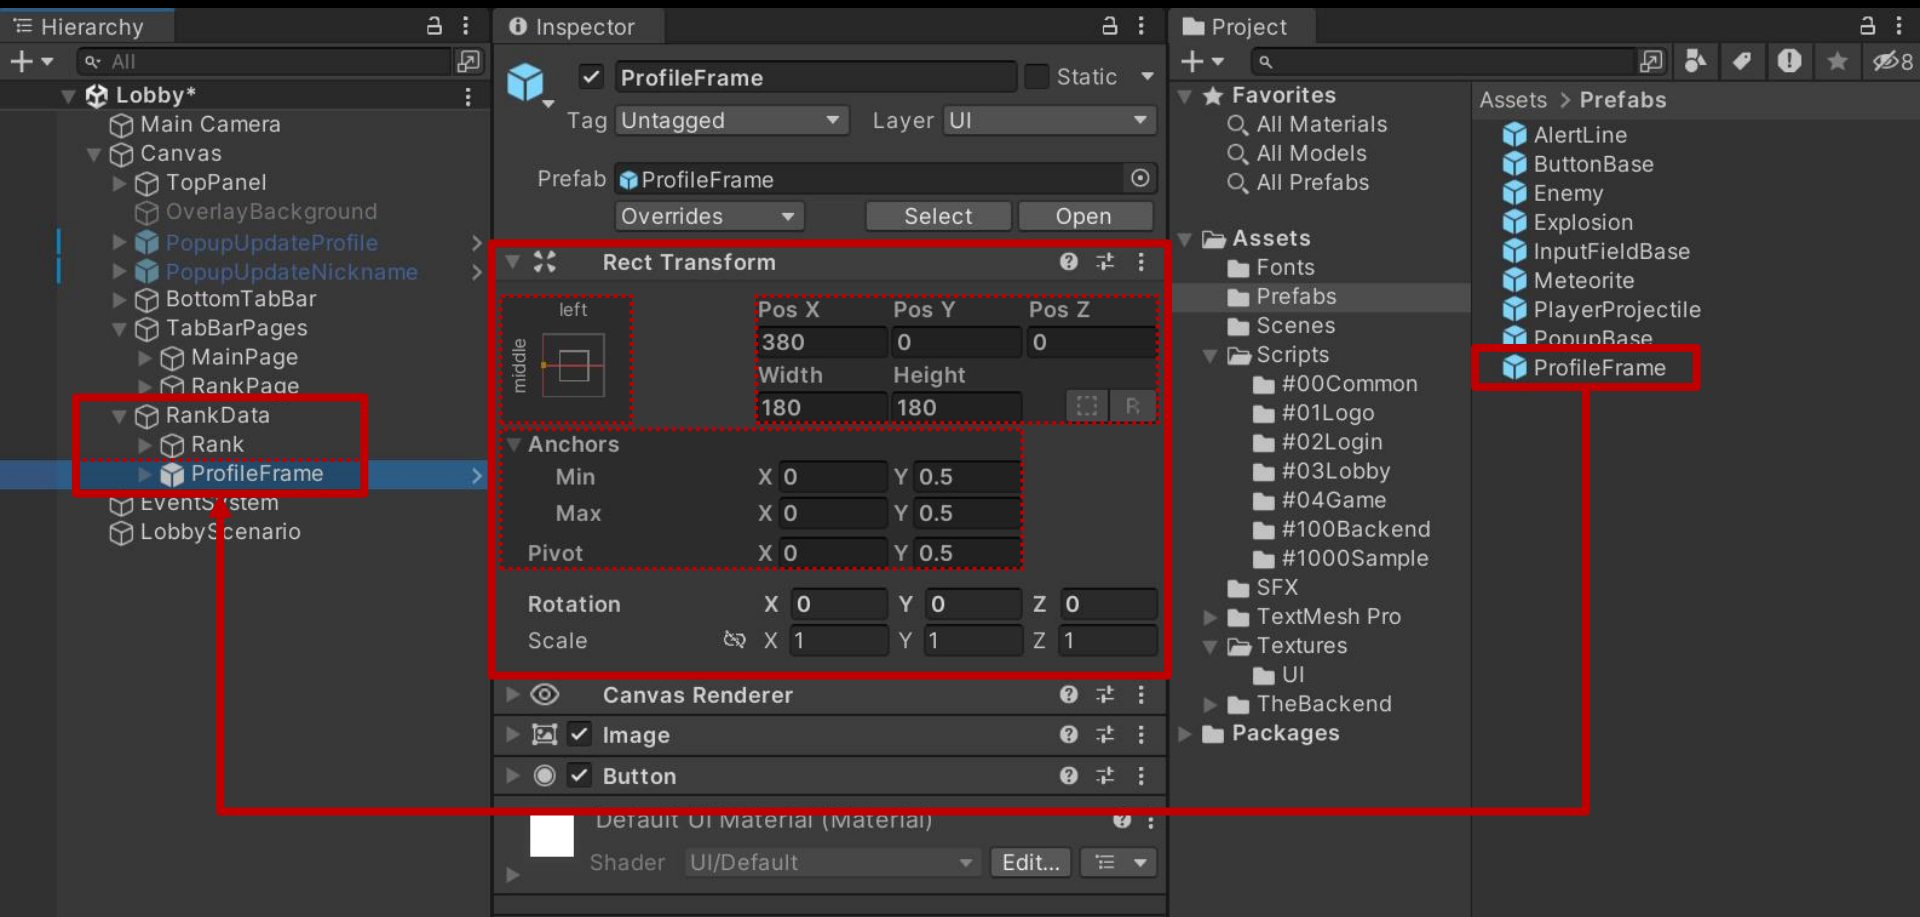 Hierarchy
All
Lobby*
Main Camera
Canvas
TopPanel
OverlayBackground
PopupUpdateProfile
PopupUpdateNickname
BottomTabBar
TabBarPages
MainPage
RankPage
RankData
Rank
ProfileFrame
EventSystem
LobbyScenario
Inspector
ProfileFrame
Static
Tag Untagged
Layer UI
Prefab ProfileFrame
Overrides Select Open
Rect Transform
left
middle
Pos X Pos Y Pos Z
380 0 0
Width Height
180 180
R
Anchors
Min X 0 Y 0.5
Max X 0 Y 0.5
Pivot X 0 Y 0.5
Rotation X 0 Y 0 Z 0
Scale X 1 Y 1 Z 1
Canvas Renderer
Image
Button
Default UI Material (Material)
Shader UI/Default Edit...
Project
8
Favorites
All Materials
All Models
All Prefabs
Assets
Fonts
Prefabs
Scenes
Scripts
#00Common
#01Logo
#02Login
#03Lobby
#04Game
#100Backend
#1000Sample
SFX
TextMesh Pro
Textures
UI
TheBackend
Packages
Assets > Prefabs
AlertLine
ButtonBase
Enemy
Explosion
InputFieldBase
Meteorite
PlayerProjectile
PopupBase
ProfileFrame